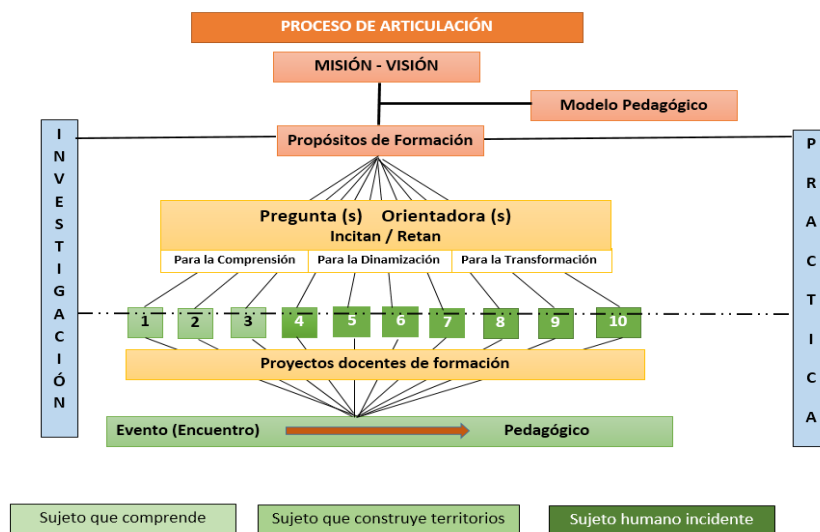 PROCESO DE ARTICULACIÓN
MISIÓN - VISIÓN
Modelo Pedagógico
Propósitos de Formación
INVESTIGACIÓN
PRACTICA
Pregunta (s) Orientadora (s)
Incitan / Retan
Para la Comprensión Para la Dinamización Para la Transformación
1 2 3 4 5 6 7 8 9 10
Proyectos docentes de formación
Evento (Encuentro) Pedagógico
Sujeto que comprende Sujeto que construye territorios Sujeto humano incidente